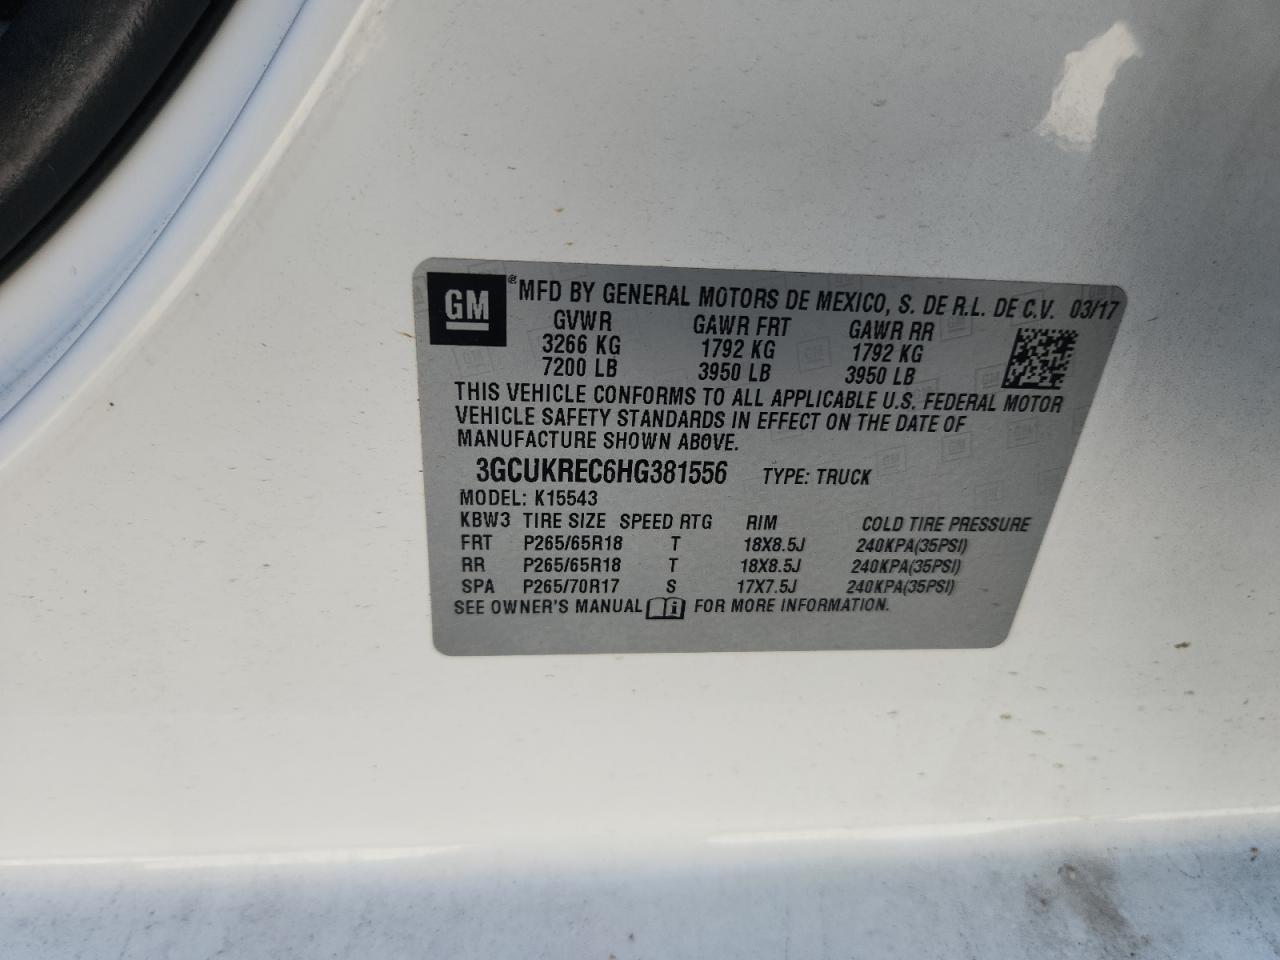 GM® MFD BY GENERAL MOTORS DE MEXICO, S. DE R.L. DE C.V. 03/17
GVWR GAWR FRT GAWR RR
3266 KG 1792 KG 1792 KG
7200 LB 3950 LB 3950 LB
THIS VEHICLE CONFORMS TO ALL APPLICABLE U.S. FEDERAL MOTOR
VEHICLE SAFETY STANDARDS IN EFFECT ON THE DATE OF
MANUFACTURE SHOWN ABOVE.
3GCUKREC6HG381556 TYPE: TRUCK
MODEL: K15543
KBW3 TIRE SIZE SPEED RTG RIM COLD TIRE PRESSURE
FRT P265/65R18 T 18X8.5J 240KPA(35PSI)
RR P265/65R18 T 18X8.5J 240KPA(35PSI)
SPA P265/70R17 S 17X7.5J 240KPA(35PSI)
SEE OWNER'S MANUAL i FOR MORE INFORMATION.